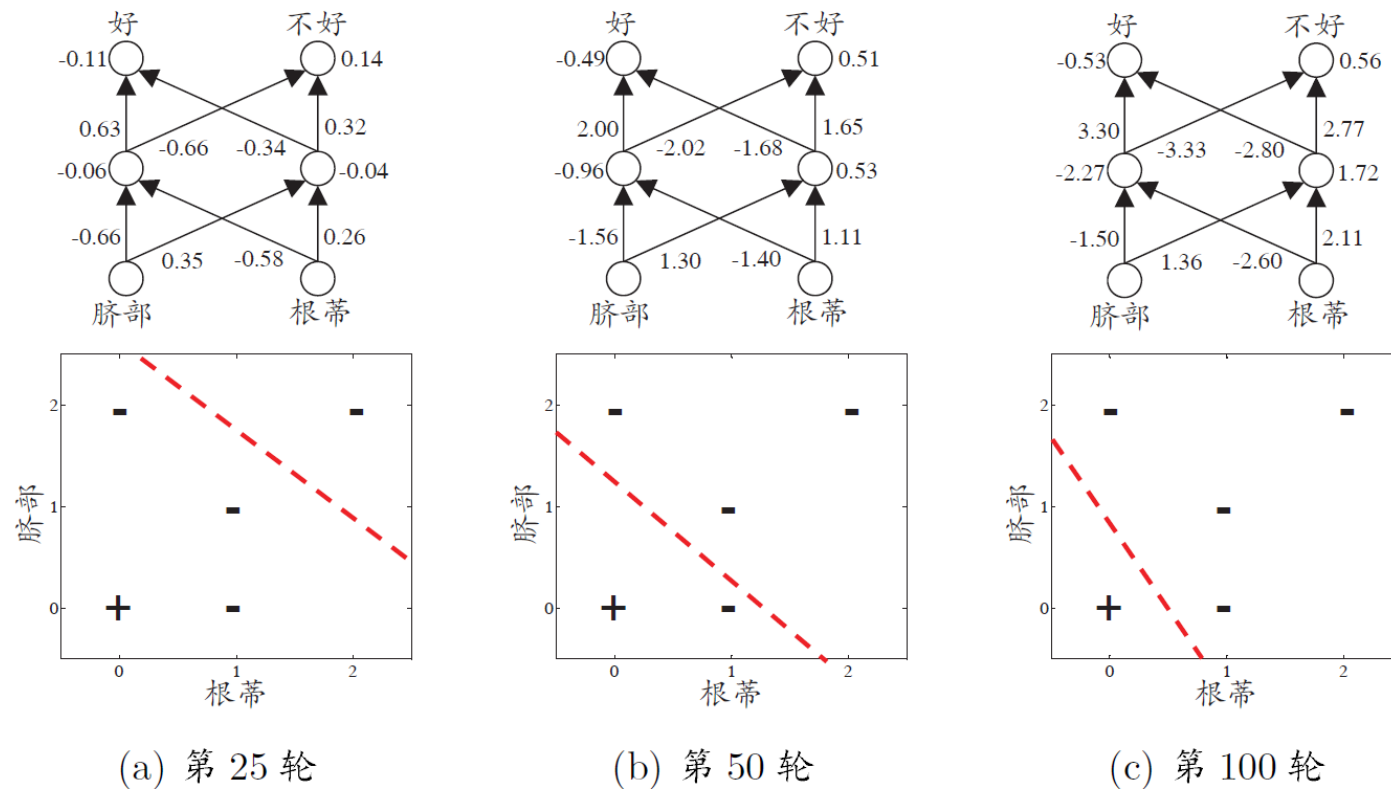 好 不好 好 不好 好 不好
-0.11 0.14 -0.49 0.51 -0.53 0.56
0.63 -0.66 -0.34 0.32 2.00 -2.02 -1.68 1.65 3.30 -3.33 -2.80 2.77
-0.06 -0.04 -0.96 0.53 -2.27 1.72
-0.66 0.35 -0.58 0.26 -1.56 1.30 -1.40 1.11 -1.50 1.36 -2.60 2.11
脐部 根蒂 脐部 根蒂 脐部 根蒂
2 - - 2 - - 2 - -
脐部 1 - 脐部 1 - 脐部 1 -
0 + - 0 + - 0 + -
0 1 2 0 1 2 0 1 2
根蒂 根蒂 根蒂
(a) 第 25 轮 (b) 第 50 轮 (c) 第 100 轮